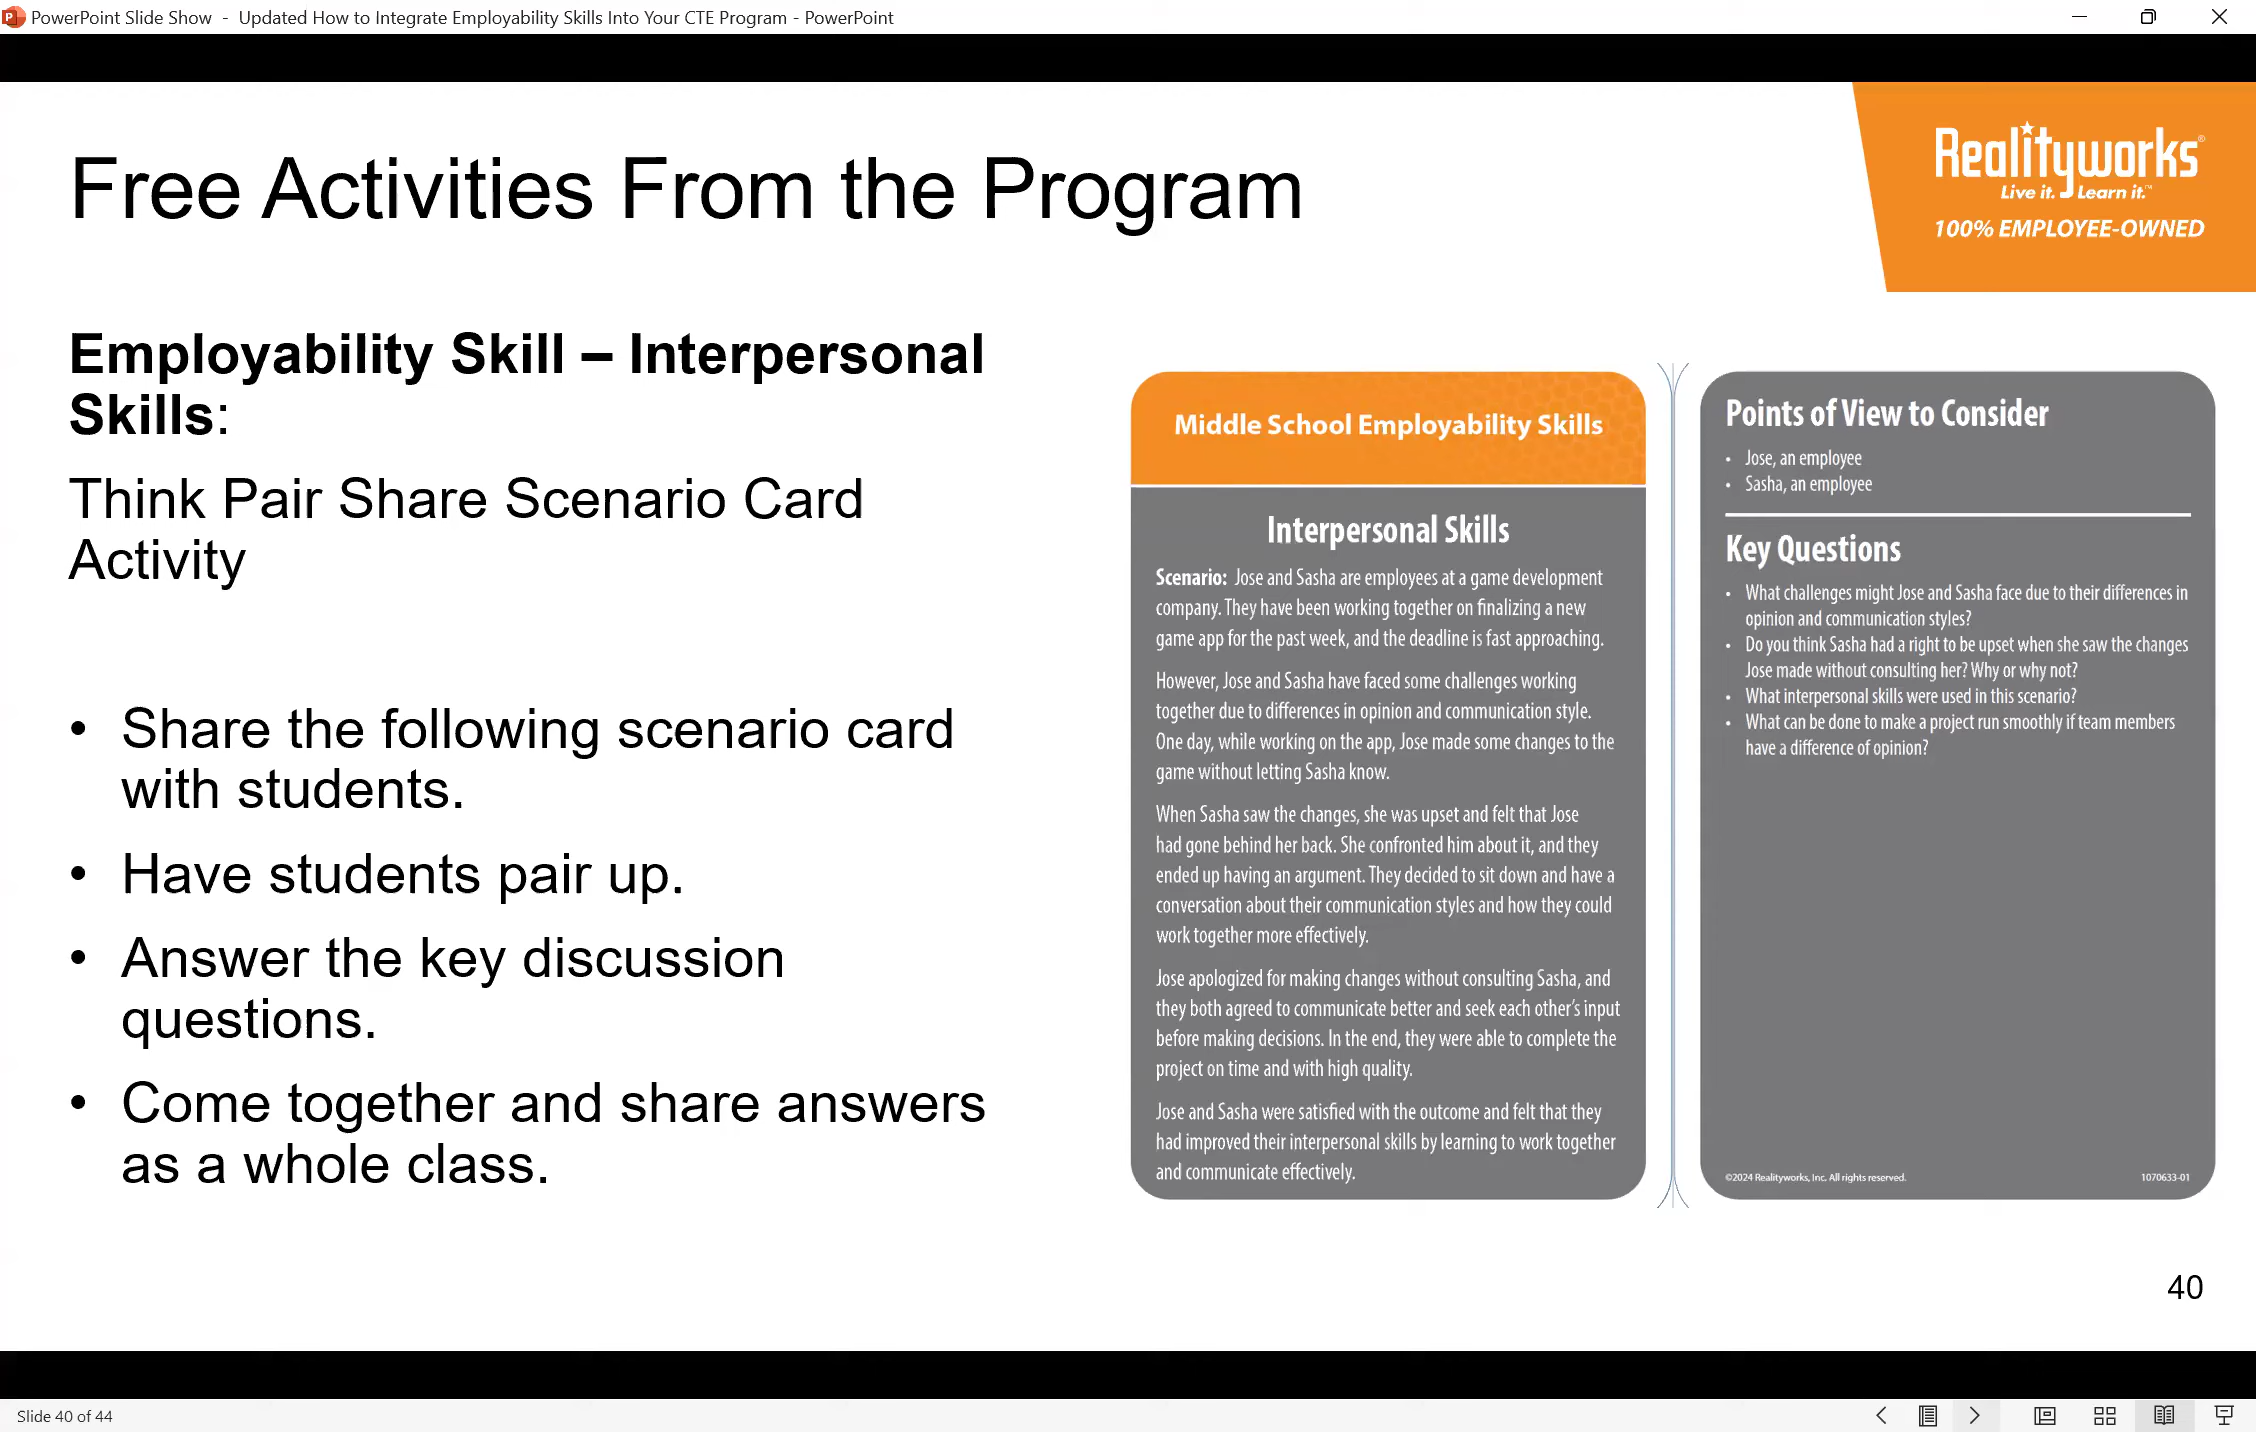 PowerPoint Slide Show - Updated How to Integrate Employability Skills Into Your CTE Program - PowerPoint
Realityworks®
Live it. Learn it.™
100% EMPLOYEE-OWNED
Free Activities From the Program
Employability Skill – Interpersonal
Skills:
Think Pair Share Scenario Card
Activity
• Share the following scenario card
with students.
• Have students pair up.
• Answer the key discussion
questions.
• Come together and share answers
as a whole class.
Middle School Employability Skills
Interpersonal Skills
Scenario: Jose and Sasha are employees at a game development
company. They have been working together on finalizing a new
game app for the past week, and the deadline is fast approaching.
However, Jose and Sasha have faced some challenges working
together due to differences in opinion and communication style.
One day, while working on the app, Jose made some changes to the
game without letting Sasha know.
When Sasha saw the changes, she was upset and felt that Jose
had gone behind her back. She confronted him about it, and they
ended up having an argument. They decided to sit down and have a
conversation about their communication styles and how they could
work together more effectively.
Jose apologized for making changes without consulting Sasha, and
they both agreed to communicate better and seek each other's input
before making decisions. In the end, they were able to complete the
project on time and with high quality.
Jose and Sasha were satisfied with the outcome and felt that they
had improved their interpersonal skills by learning to work together
and communicate effectively.
Points of View to Consider
• Jose, an employee
• Sasha, an employee
Key Questions
• What challenges might Jose and Sasha face due to their differences in
opinion and communication styles?
• Do you think Sasha had a right to be upset when she saw the changes
Jose made without consulting her? Why or why not?
• What interpersonal skills were used in this scenario?
• What can be done to make a project run smoothly if team members
have a difference of opinion?
©2024 Realityworks, Inc. All rights reserved.
1070633-01
40
Slide 40 of 44